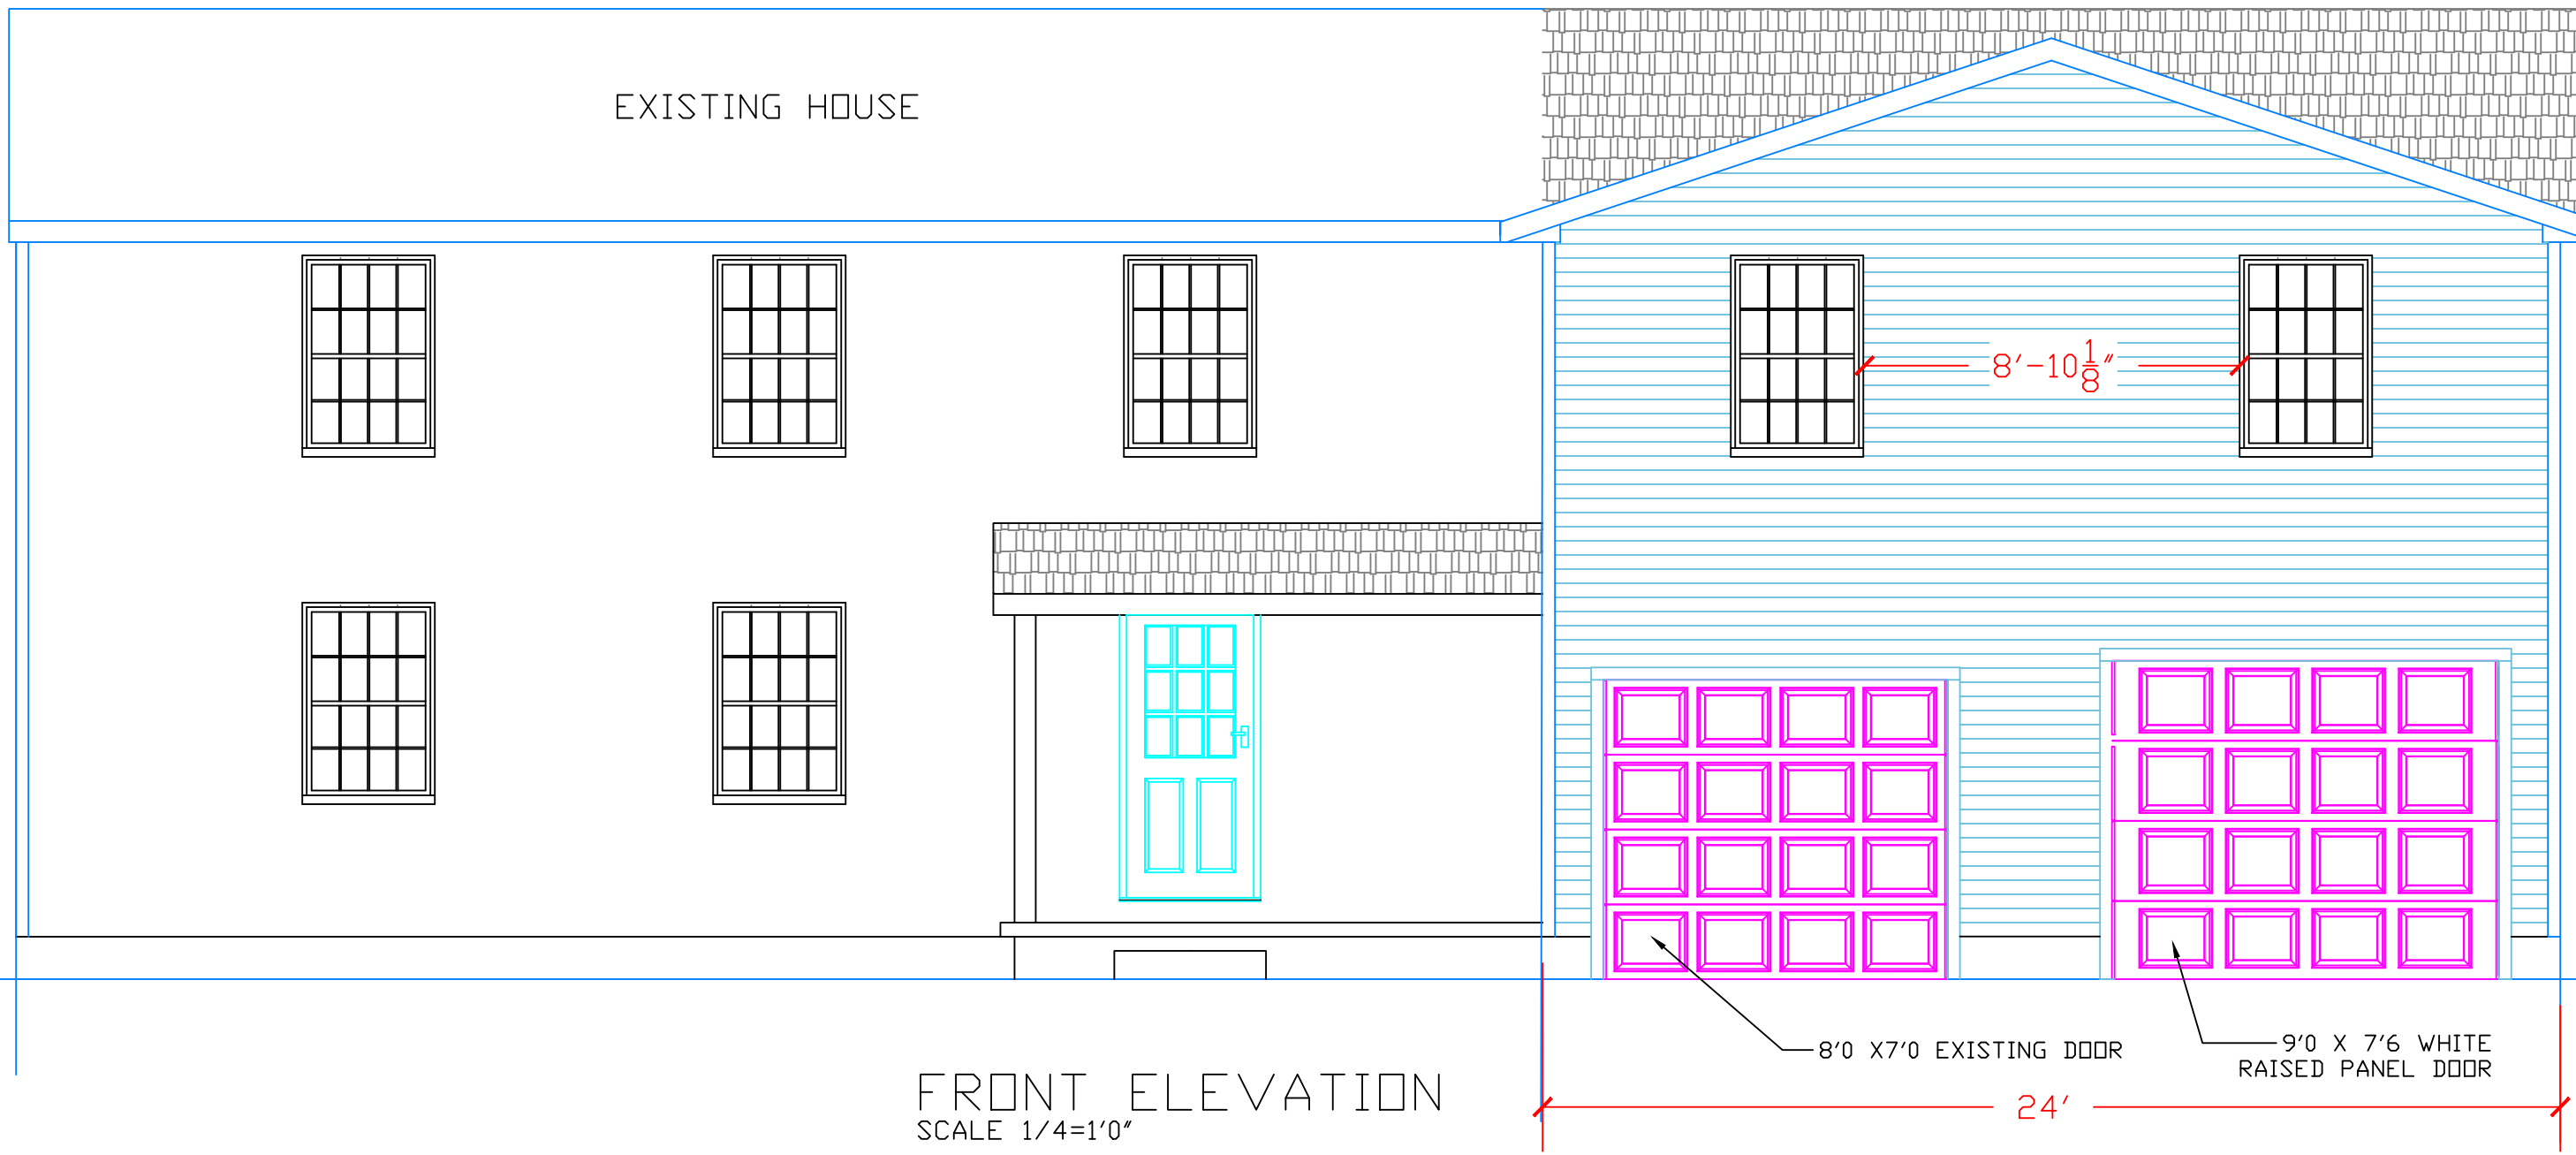 EXISTING HOUSE
8'-10 1/8"
8'0 X7'0 EXISTING DOOR
9'0 X 7'6 WHITE
RAISED PANEL DOOR
FRONT ELEVATION
SCALE 1/4=1'0"
24'